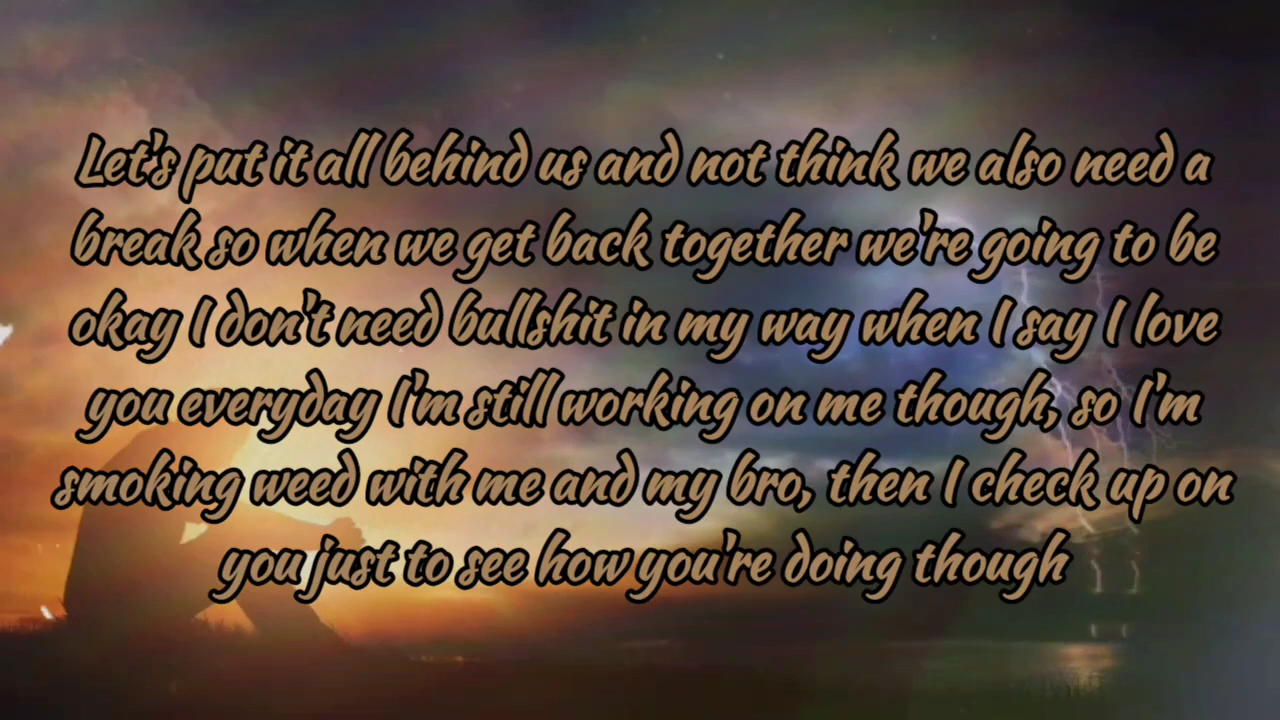 Let's put it all behind us and not think we also need a
break so when we get back together we're going to be
okay I don't need bullshit in my way when I say I love
you everyday I'm still working on me though, so I'm
smoking weed with me and my bro, then I check up on
you just to see how you're doing though